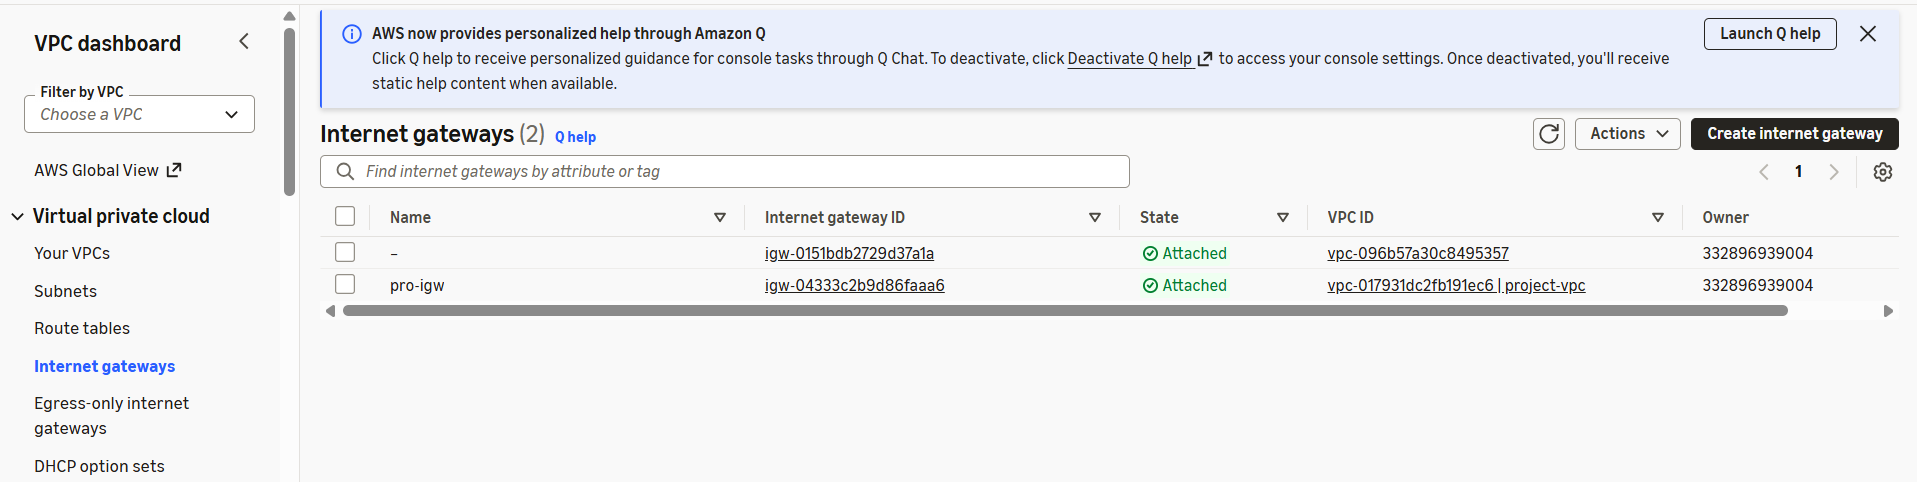 VPC dashboard
Filter by VPC
Choose a VPC
AWS Global View
Virtual private cloud
Your VPCs
Subnets
Route tables
Internet gateways
Egress-only internet
gateways
DHCP option sets
AWS now provides personalized help through Amazon Q
Click Q help to receive personalized guidance for console tasks through Q Chat. To deactivate, click Deactivate Q help to access your console settings. Once deactivated, you'll receive
static help content when available.
Launch Q help
Internet gateways (2) Q help
Actions
Create internet gateway
Find internet gateways by attribute or tag
1
Name Internet gateway ID State VPC ID Owner
– igw-0151bdb2729d37a1a Attached vpc-096b57a30c8495357 332896939004
pro-igw igw-04333c2b9d86faaa6 Attached vpc-017931dc2fb191ec6 | project-vpc 332896939004